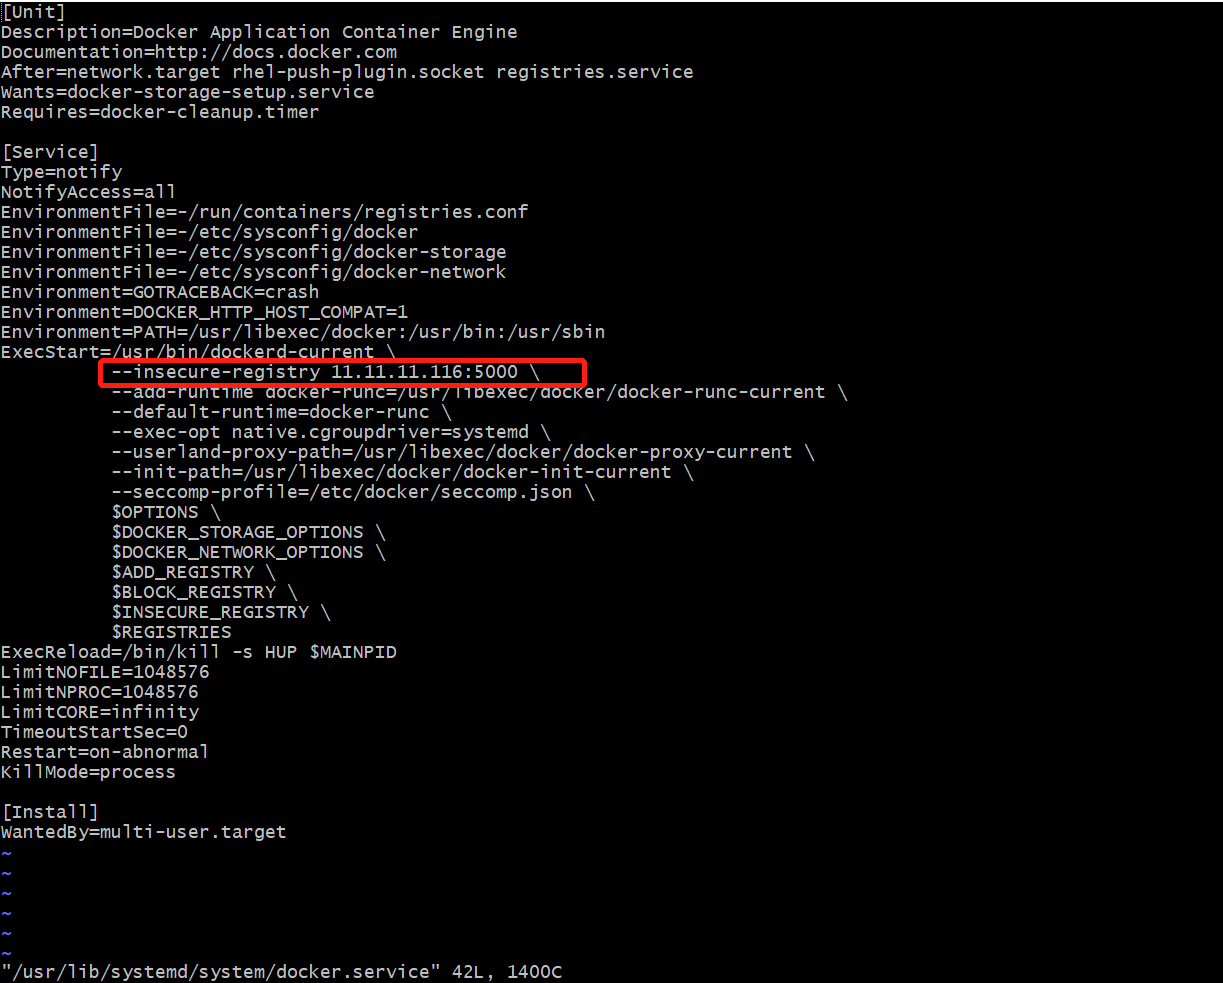 [Unit]
Description=Docker Application Container Engine
Documentation=http://docs.docker.com
After=network.target rhel-push-plugin.socket registries.service
Wants=docker-storage-setup.service
Requires=docker-cleanup.timer

[Service]
Type=notify
NotifyAccess=all
EnvironmentFile=-/run/containers/registries.conf
EnvironmentFile=-/etc/sysconfig/docker
EnvironmentFile=-/etc/sysconfig/docker-storage
EnvironmentFile=-/etc/sysconfig/docker-network
Environment=GOTRACEBACK=crash
Environment=DOCKER_HTTP_HOST_COMPAT=1
Environment=PATH=/usr/libexec/docker:/usr/bin:/usr/sbin
ExecStart=/usr/bin/dockerd-current \
          --insecure-registry 11.11.11.116:5000 \
          --add-runtime docker-runc=/usr/libexec/docker/docker-runc-current \
          --default-runtime=docker-runc \
          --exec-opt native.cgroupdriver=systemd \
          --userland-proxy-path=/usr/libexec/docker/docker-proxy-current \
          --init-path=/usr/libexec/docker/docker-init-current \
          --seccomp-profile=/etc/docker/seccomp.json \
          $OPTIONS \
          $DOCKER_STORAGE_OPTIONS \
          $DOCKER_NETWORK_OPTIONS \
          $ADD_REGISTRY \
          $BLOCK_REGISTRY \
          $INSECURE_REGISTRY \
          $REGISTRIES
ExecReload=/bin/kill -s HUP $MAINPID
LimitNOFILE=1048576
LimitNPROC=1048576
LimitCORE=infinity
TimeoutStartSec=0
Restart=on-abnormal
KillMode=process

[Install]
WantedBy=multi-user.target
~
~
~
~
~
~
"/usr/lib/systemd/system/docker.service" 42L, 1400C